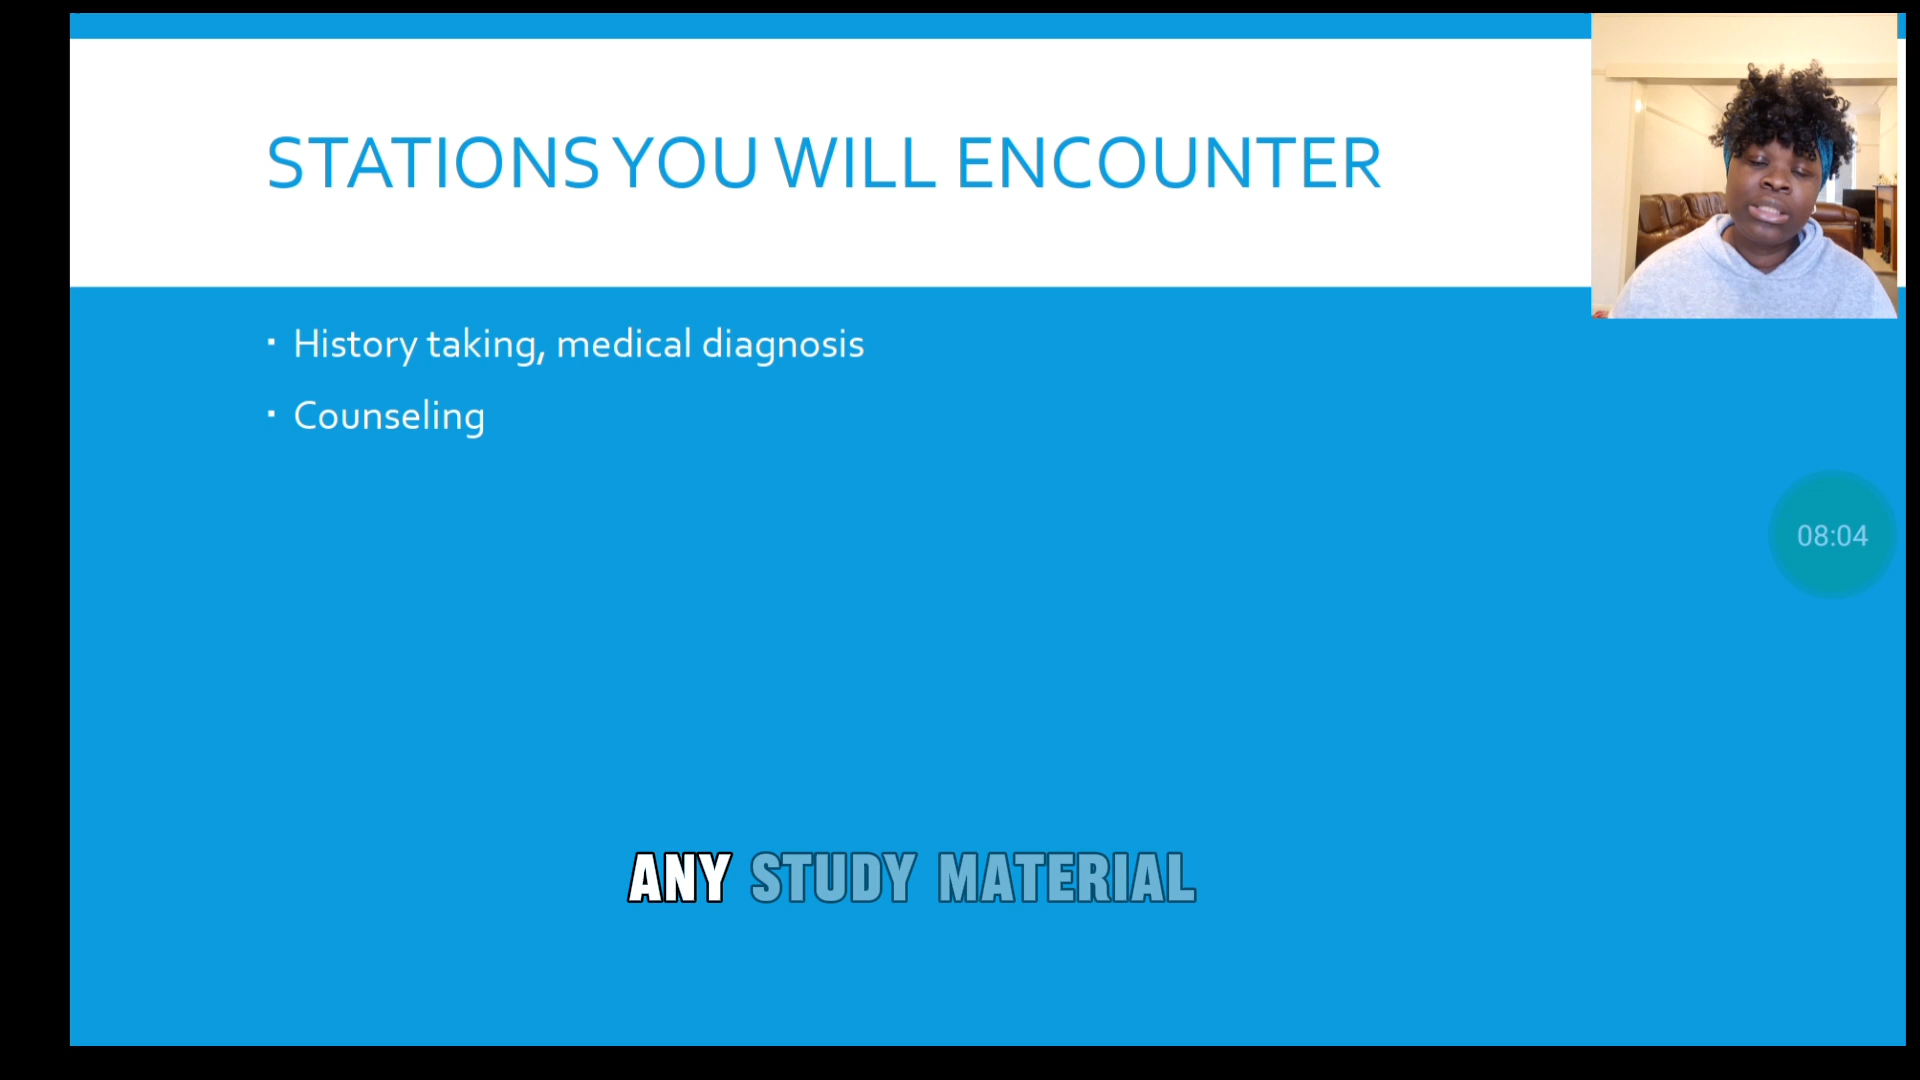 STATIONS YOU WILL ENCOUNTER
▪ History taking, medical diagnosis
▪ Counseling
08:04
ANY STUDY MATERIAL